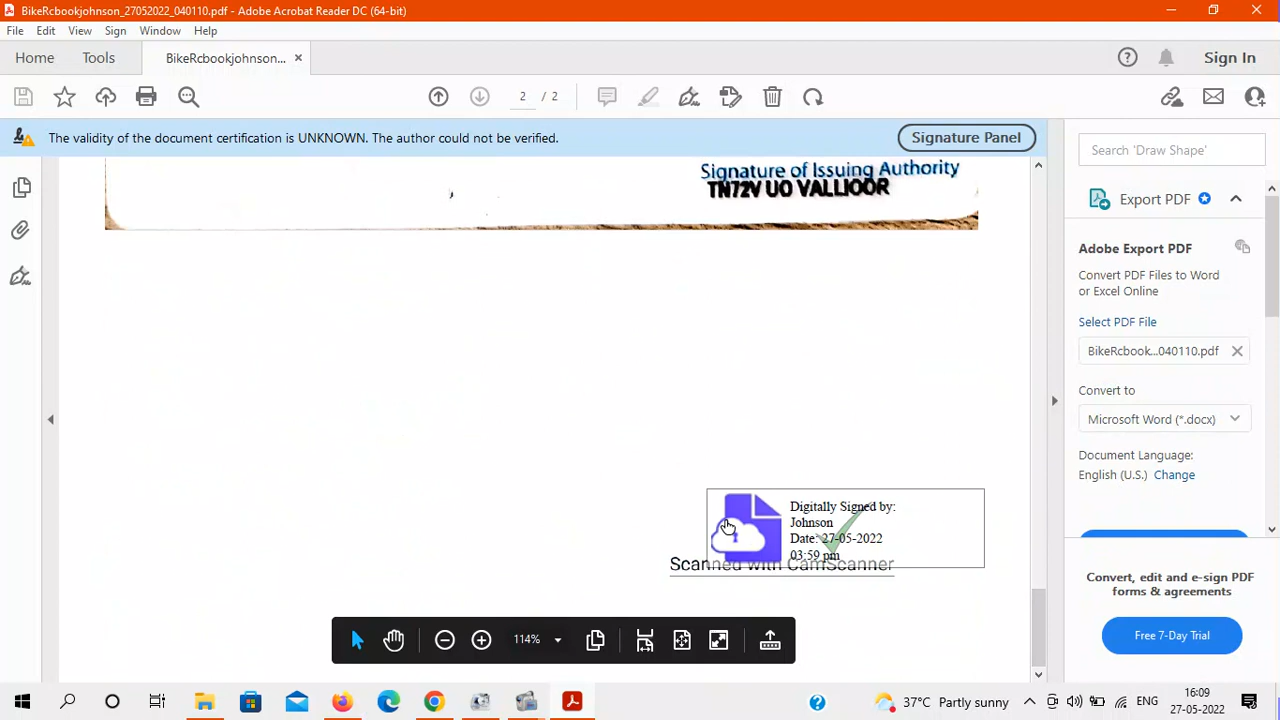 BikeRcbookjohnson_27052022_040110.pdf - Adobe Acrobat Reader DC (64-bit)
File Edit View Sign Window Help
Home Tools BikeRcbookjohnson... Sign In
2 / 2
The validity of the document certification is UNKNOWN. The author could not be verified.
Signature Panel
Search 'Draw Shape'
Signature of Issuing Authority
TN72V UO VALLIOOR
Export PDF
Adobe Export PDF
Convert PDF Files to Word
or Excel Online
Select PDF File
BikeRcbook...040110.pdf
Convert to
Microsoft Word (*.docx)
Document Language:
English (U.S.) Change
Digitally Signed by:
Johnson
Date: 27-05-2022
03:59 pm
Scanned with CamScanner
Convert, edit and e-sign PDF
forms & agreements
Free 7-Day Trial
114%
37°C Partly sunny
ENG
16:09
27-05-2022